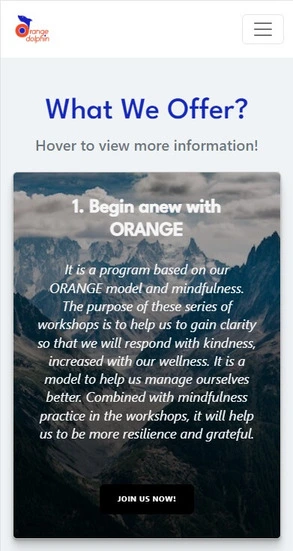 Orange
dolphin
What We Offer?
Hover to view more information!
1. Begin anew with
ORANGE
It is a program based on our
ORANGE model and mindfulness.
The purpose of these series of
workshops is to help us to gain clarity
so that we will respond with kindness,
increased with our wellness. It is a
model to help us manage ourselves
better. Combined with mindfulness
practice in the workshops, it will help
us to be more resilience and grateful.
JOIN US NOW!